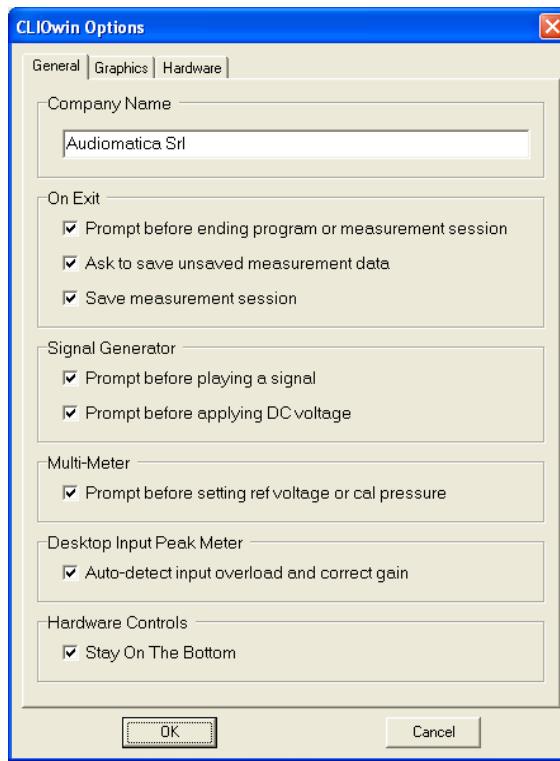 CLIOwin Options
General Graphics Hardware
Company Name
Audiomatica Srl
On Exit
Prompt before ending program or measurement session
Ask to save unsaved measurement data
Save measurement session
Signal Generator
Prompt before playing a signal
Prompt before applying DC voltage
Multi-Meter
Prompt before setting ref voltage or cal pressure
Desktop Input Peak Meter
Auto-detect input overload and correct gain
Hardware Controls
Stay On The Bottom
OK Cancel